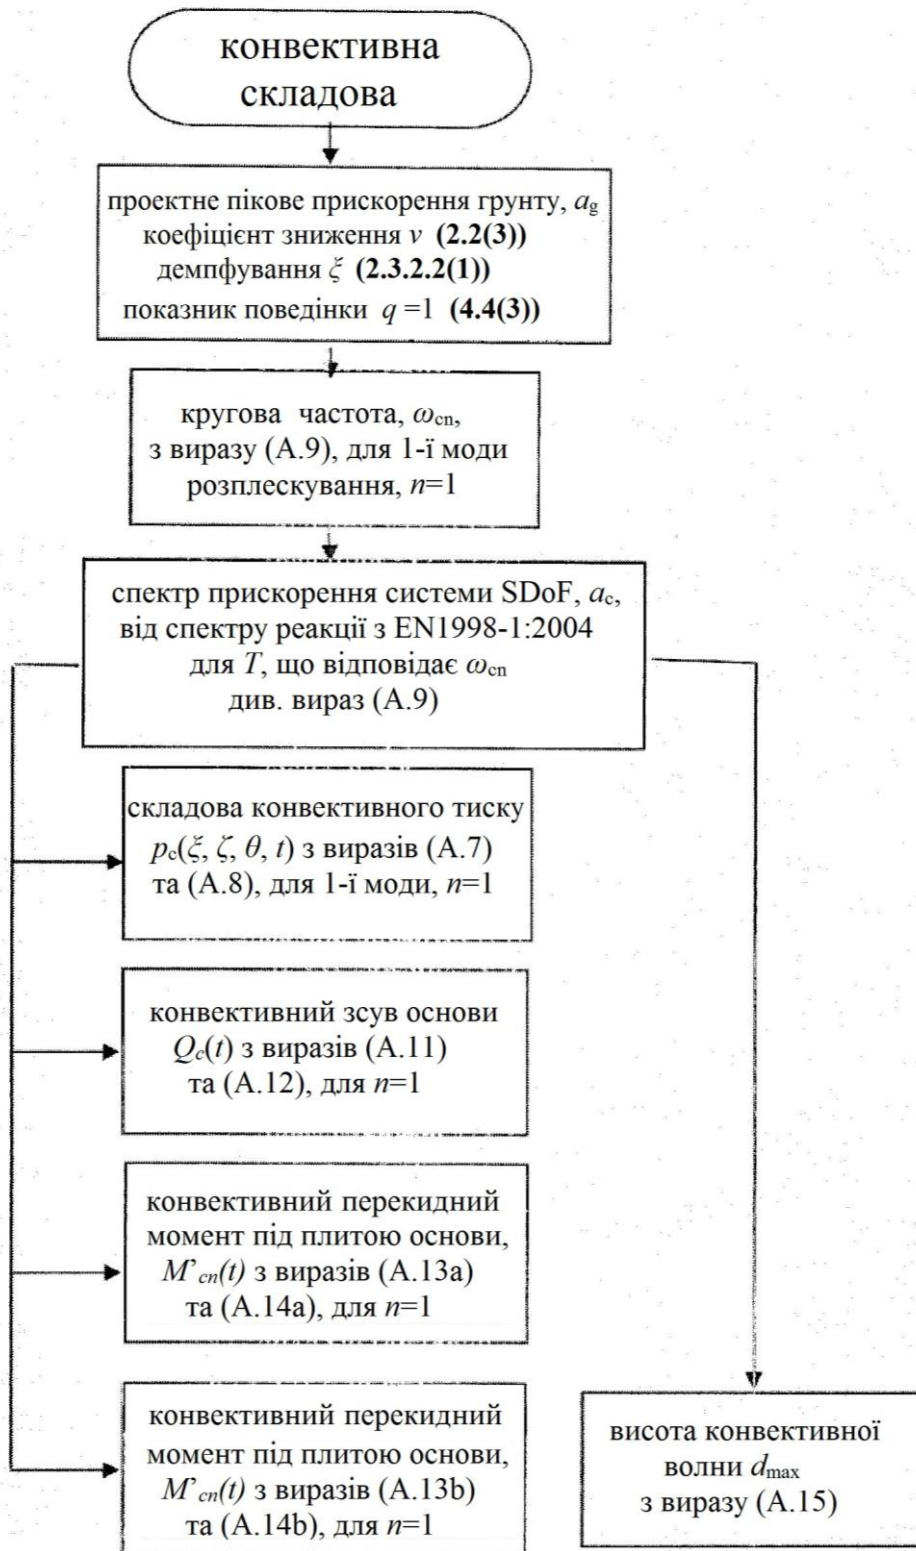 конвективна
складова
проектне пікове прискорення грунту, ag
коефіцієнт зниження ν (2.2(3))
демпфування ξ (2.3.2.2(1))
показник поведінки q =1 (4.4(3))
кругова частота, ωcn,
з виразу (А.9), для 1-ї моди
розплескування, n=1
спектр прискорення системи SDoF, ac,
від спектру реакції з EN1998-1:2004
для T, що відповідає ωcn
див. вираз (А.9)
складова конвективного тиску
pc(ξ, ζ, θ, t) з виразів (А.7)
та (А.8), для 1-ї моди, n=1
конвективний зсув основи
Qc(t) з виразів (А.11)
та (А.12), для n=1
конвективний перекидний
момент під плитою основи,
M’cn(t) з виразів (А.13а)
та (А.14а), для n=1
конвективний перекидний
момент під плитою основи,
M’cn(t) з виразів (А.13b)
та (А.14b), для n=1
висота конвективної
волни dmax
з виразу (А.15)